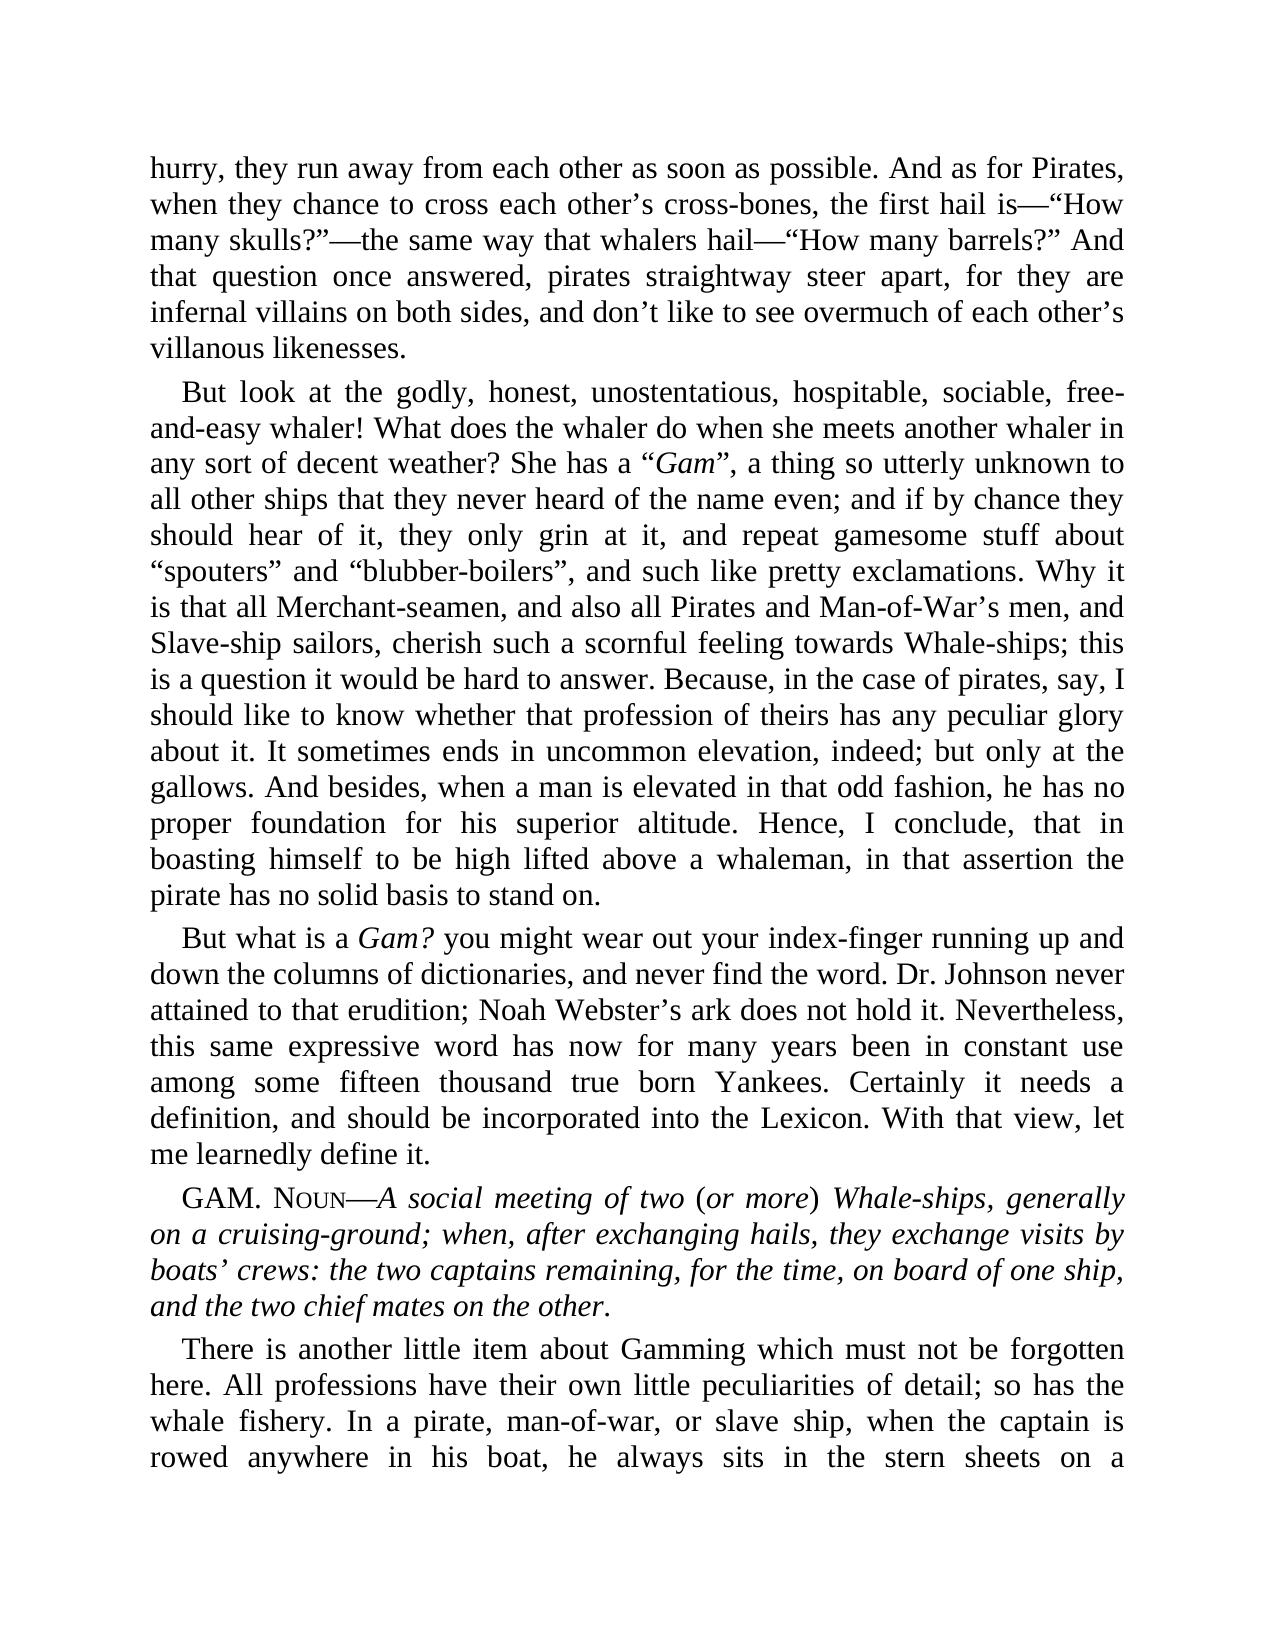 hurry, they run away from each other as soon as possible. And as for Pirates,
when they chance to cross each other’s cross-bones, the first hail is—“How
many skulls?”—the same way that whalers hail—“How many barrels?” And
that question once answered, pirates straightway steer apart, for they are
infernal villains on both sides, and don’t like to see overmuch of each other’s
villanous likenesses.
But look at the godly, honest, unostentatious, hospitable, sociable, free-
and-easy whaler! What does the whaler do when she meets another whaler in
any sort of decent weather? She has a “Gam”, a thing so utterly unknown to
all other ships that they never heard of the name even; and if by chance they
should hear of it, they only grin at it, and repeat gamesome stuff about
“spouters” and “blubber-boilers”, and such like pretty exclamations. Why it
is that all Merchant-seamen, and also all Pirates and Man-of-War’s men, and
Slave-ship sailors, cherish such a scornful feeling towards Whale-ships; this
is a question it would be hard to answer. Because, in the case of pirates, say, I
should like to know whether that profession of theirs has any peculiar glory
about it. It sometimes ends in uncommon elevation, indeed; but only at the
gallows. And besides, when a man is elevated in that odd fashion, he has no
proper foundation for his superior altitude. Hence, I conclude, that in
boasting himself to be high lifted above a whaleman, in that assertion the
pirate has no solid basis to stand on.
But what is a Gam? you might wear out your index-finger running up and
down the columns of dictionaries, and never find the word. Dr. Johnson never
attained to that erudition; Noah Webster’s ark does not hold it. Nevertheless,
this same expressive word has now for many years been in constant use
among some fifteen thousand true born Yankees. Certainly it needs a
definition, and should be incorporated into the Lexicon. With that view, let
me learnedly define it.
GAM. NOUN—A social meeting of two (or more) Whale-ships, generally
on a cruising-ground; when, after exchanging hails, they exchange visits by
boats’ crews: the two captains remaining, for the time, on board of one ship,
and the two chief mates on the other.
There is another little item about Gamming which must not be forgotten
here. All professions have their own little peculiarities of detail; so has the
whale fishery. In a pirate, man-of-war, or slave ship, when the captain is
rowed anywhere in his boat, he always sits in the stern sheets on a